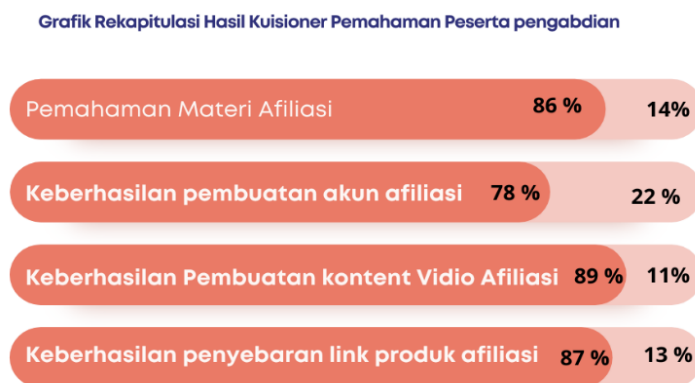 Grafik Rekapitulasi Hasil Kuisioner Pemahaman Peserta pengabdian
Pemahaman Materi Afiliasi 86 % 14%
Keberhasilan pembuatan akun afiliasi 78 % 22 %
Keberhasilan Pembuatan kontent Vidio Afiliasi 89 % 11%
Keberhasilan penyebaran link produk afiliasi 87 % 13 %